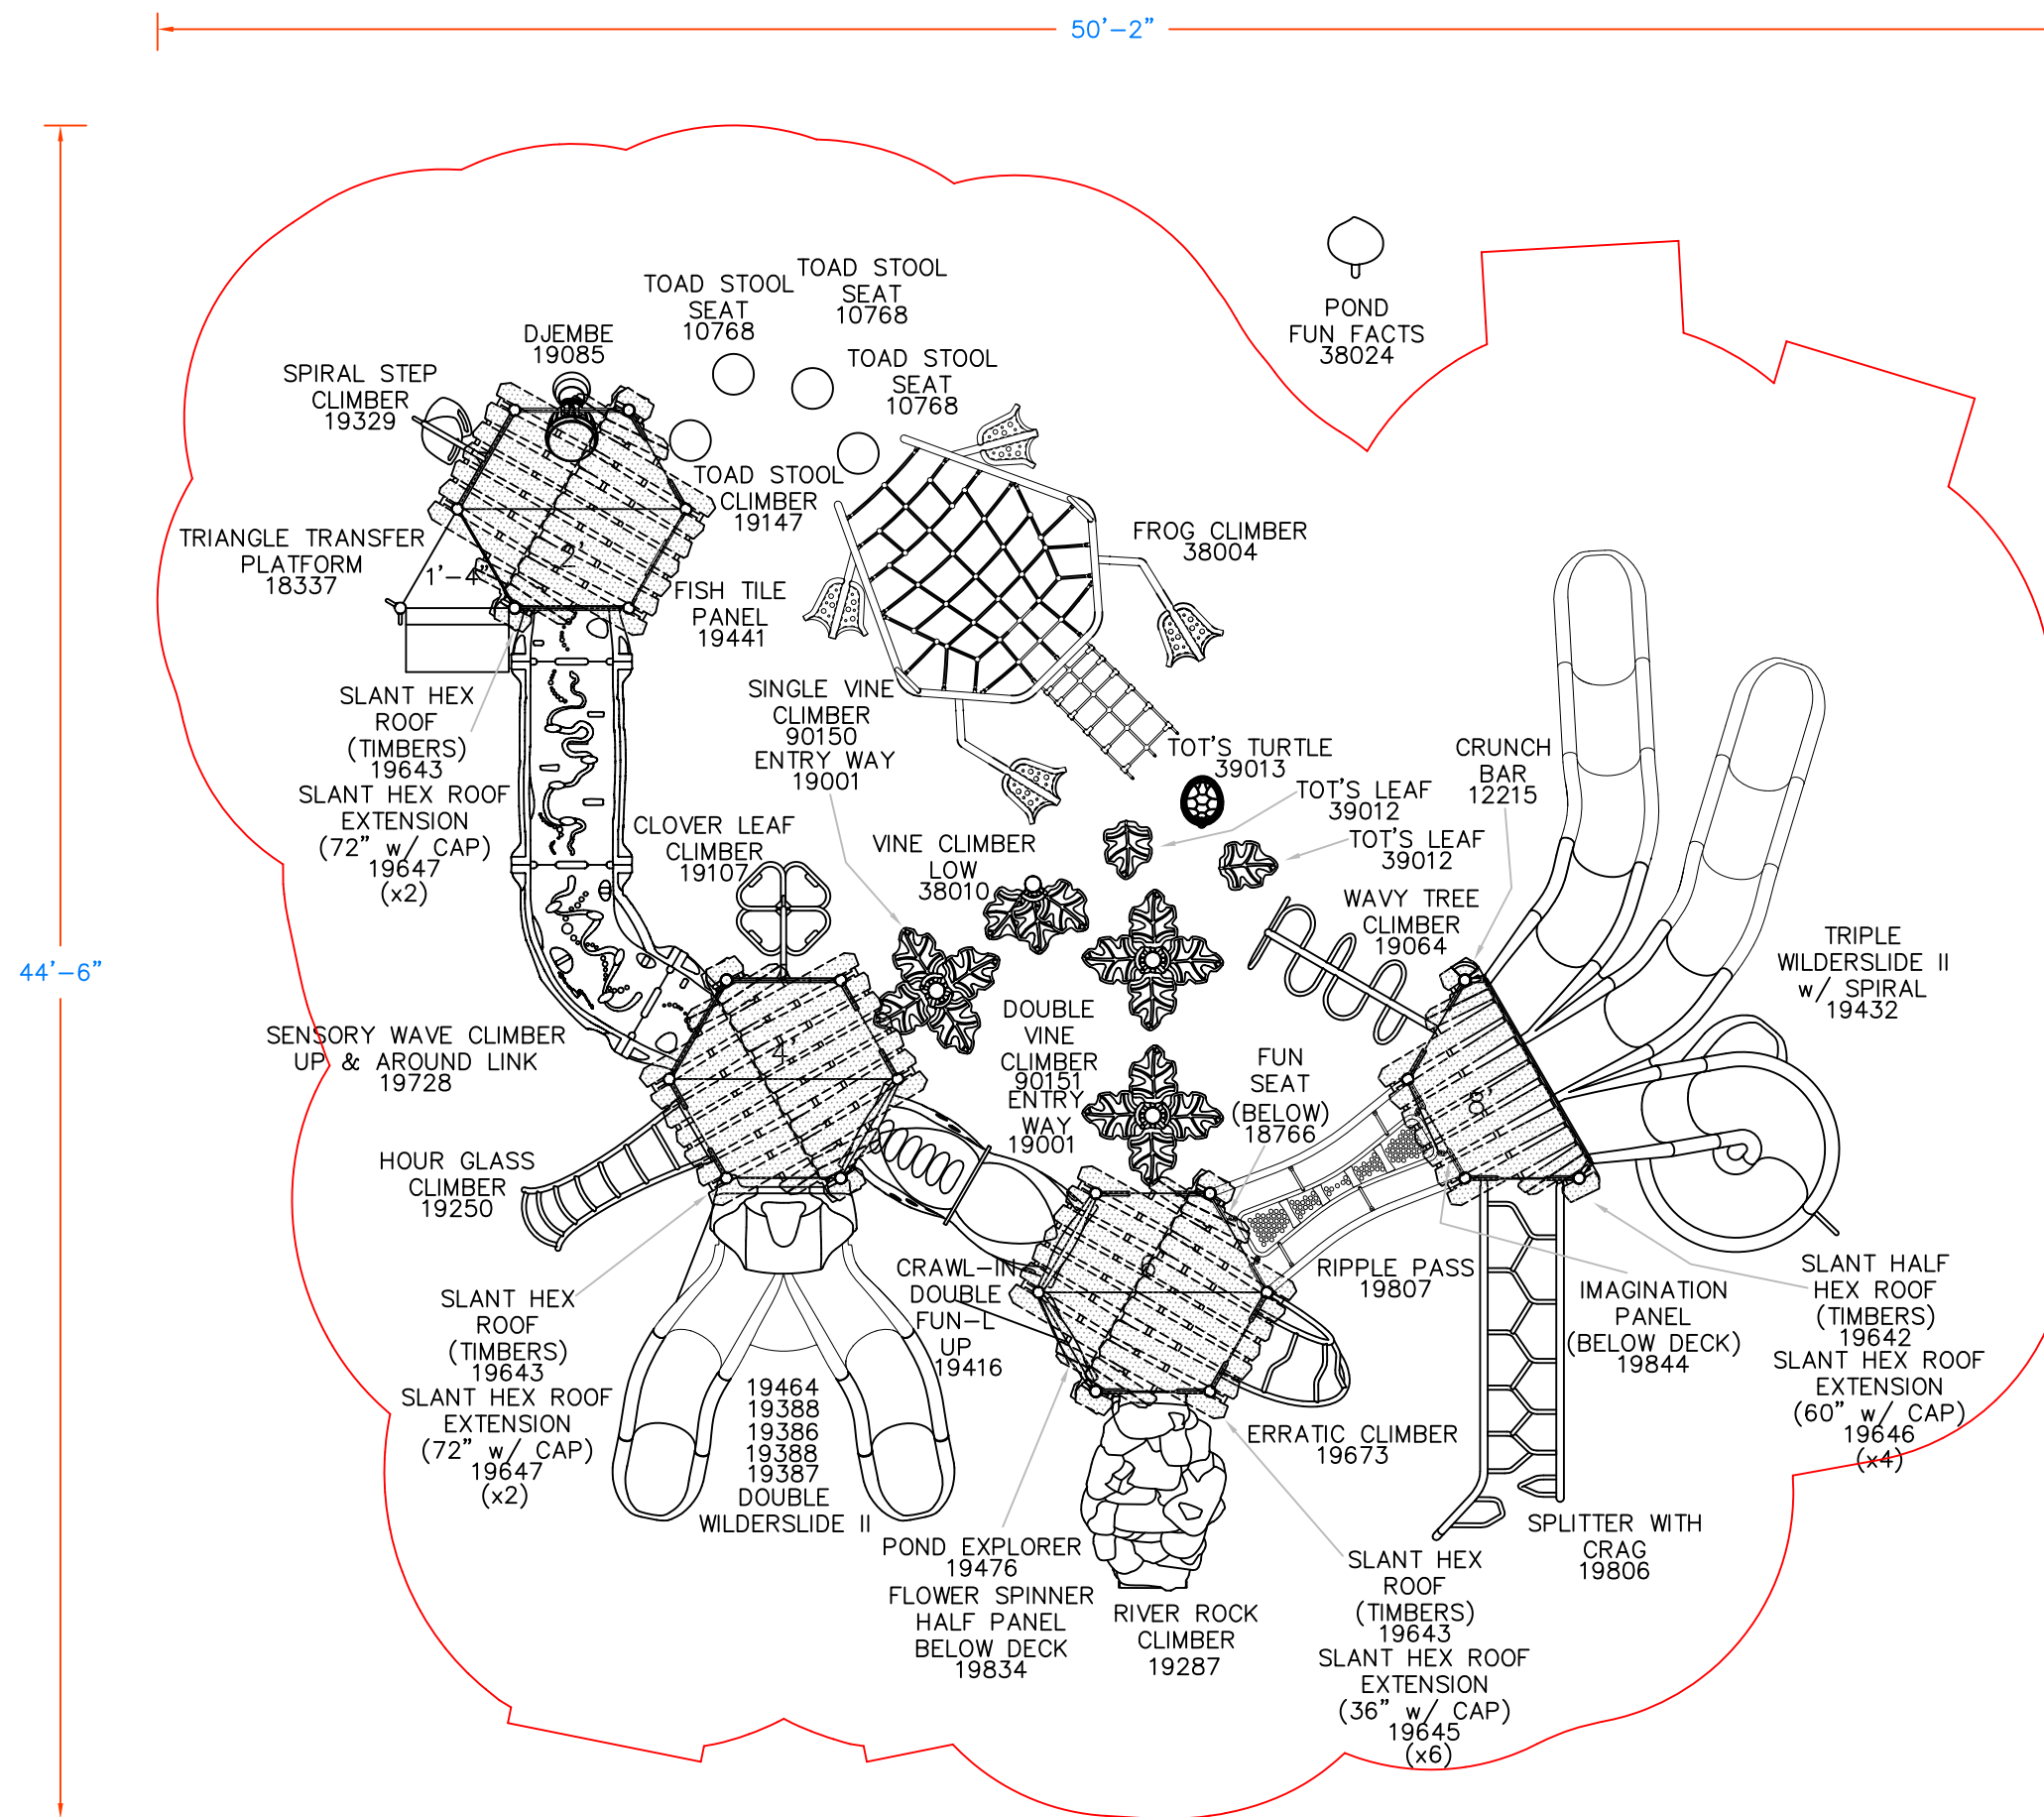 50'-2"
44'-6"
TOAD STOOL
SEAT
10768
TOAD STOOL
SEAT
10768
POND
FUN FACTS
38024
DJEMBE
19085
TOAD STOOL
SEAT
10768
SPIRAL STEP
CLIMBER
19329
TOAD STOOL
CLIMBER
19147
FROG CLIMBER
38004
TRIANGLE TRANSFER
PLATFORM
18337
1'-4"
2'
FISH TILE
PANEL
19441
SLANT HEX
ROOF
(TIMBERS)
19643
SLANT HEX ROOF
EXTENSION
(72" w/ CAP)
19647
(x2)
SINGLE VINE
CLIMBER
90150
ENTRY WAY
19001
TOT'S TURTLE
39013
TOT'S LEAF
39012
TOT'S LEAF
39012
CRUNCH
BAR
12215
CLOVER LEAF
CLIMBER
19107
VINE CLIMBER
LOW
38010
WAVY TREE
CLIMBER
19064
TRIPLE
WILDERSLIDE II
w/ SPIRAL
19432
SENSORY WAVE CLIMBER
UP & AROUND LINK
19728
4'
DOUBLE
VINE
CLIMBER
90151
ENTRY
WAY
19001
FUN
SEAT
(BELOW)
18766
8'
HOUR GLASS
CLIMBER
19250
CRAWL-IN
DOUBLE
FUN-L
UP
19416
RIPPLE PASS
19807
IMAGINATION
PANEL
(BELOW DECK)
19844
SLANT HALF
HEX ROOF
(TIMBERS)
19642
SLANT HEX ROOF
EXTENSION
(60" w/ CAP)
19646
(x4)
SLANT HEX
ROOF
(TIMBERS)
19643
SLANT HEX ROOF
EXTENSION
(72" w/ CAP)
19647
(x2)
19464
19388
19386
19388
19387
DOUBLE
WILDERSLIDE II
ERRATIC CLIMBER
19673
SPLITTER WITH
CRAG
19806
POND EXPLORER
19476
FLOWER SPINNER
HALF PANEL
BELOW DECK
19834
RIVER ROCK
CLIMBER
19287
SLANT HEX
ROOF
(TIMBERS)
19643
SLANT HEX ROOF
EXTENSION
(36" w/ CAP)
19645
(x6)